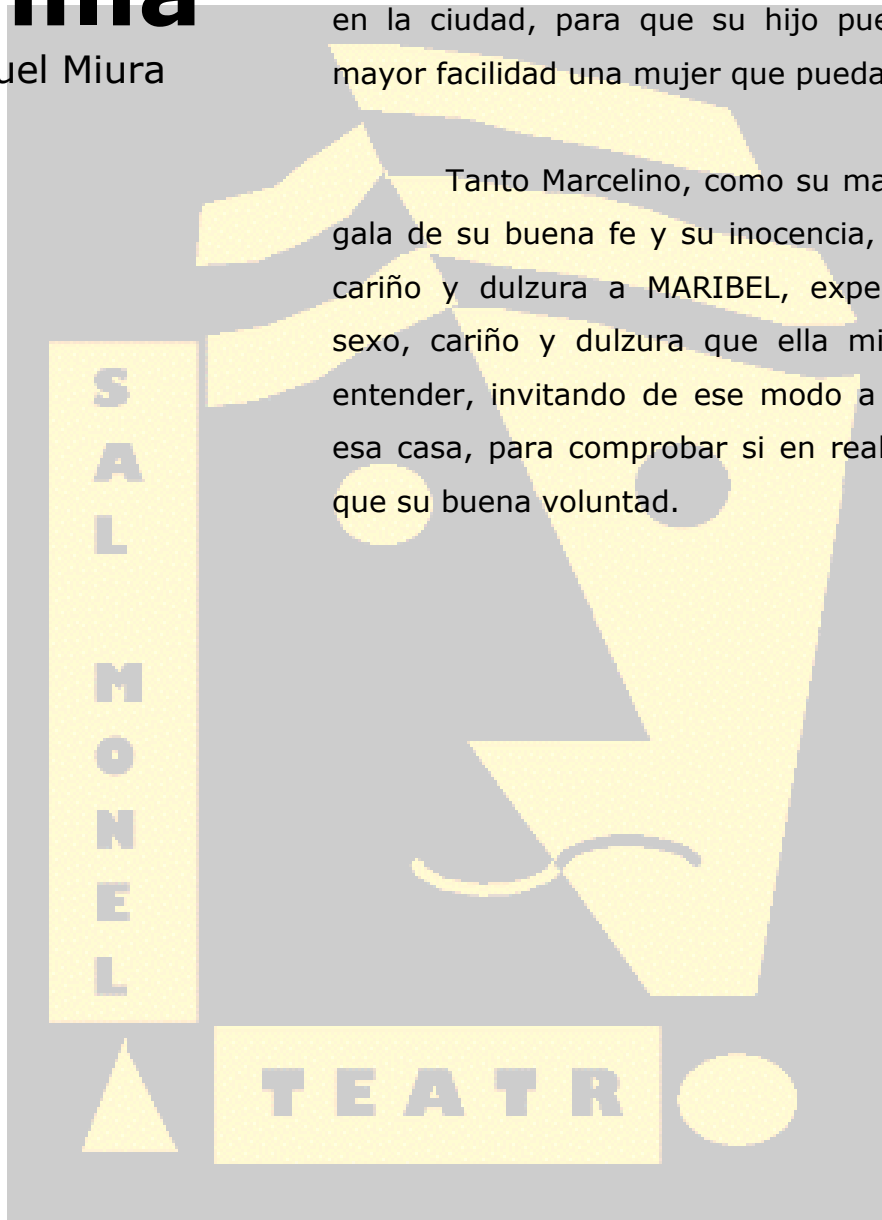 uel Miura
en la ciudad, para que su hijo pue
mayor facilidad una mujer que pueda
Tanto Marcelino, como su ma
gala de su buena fe y su inocencia,
cariño y dulzura a MARIBEL, expe
sexo, cariño y dulzura que ella mi
entender, invitando de ese modo a
esa casa, para comprobar si en real
que su buena voluntad.
SAL MONEL
TEATR